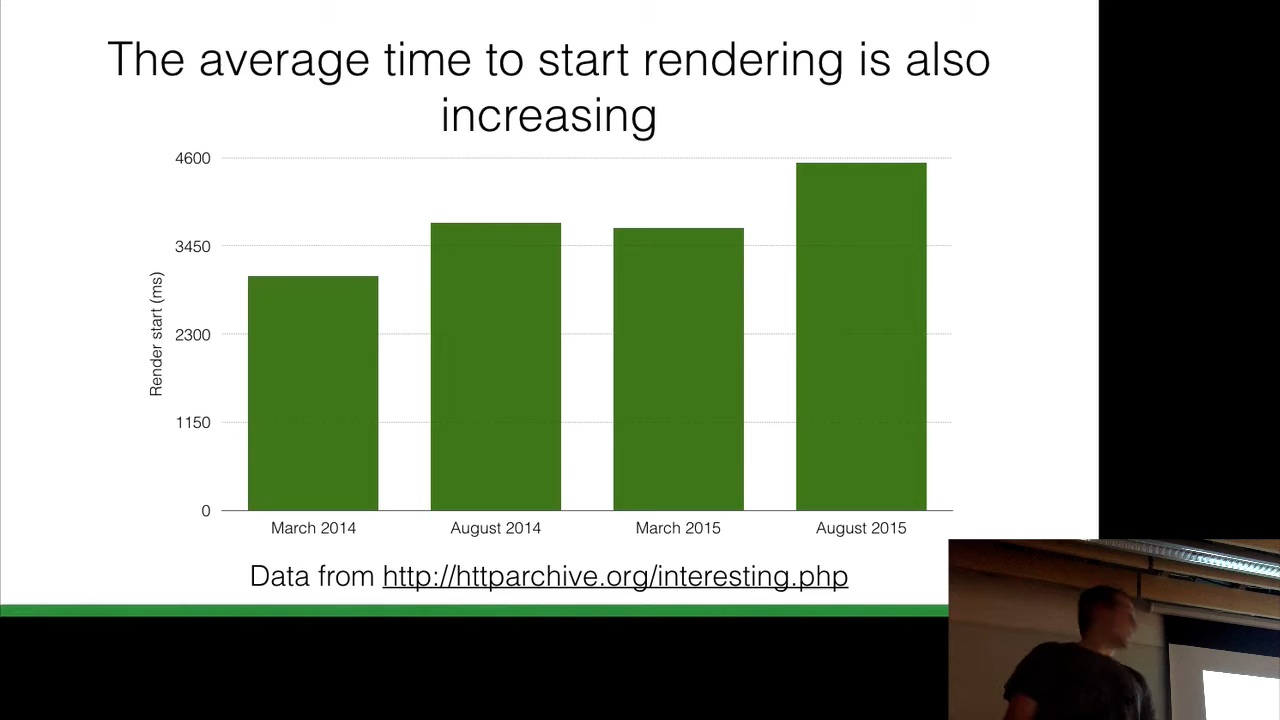 The average time to start rendering is also
increasing
4600
3450
2300
1150
0
Render start (ms)
March 2014
August 2014
March 2015
August 2015
Data from http://httparchive.org/interesting.php